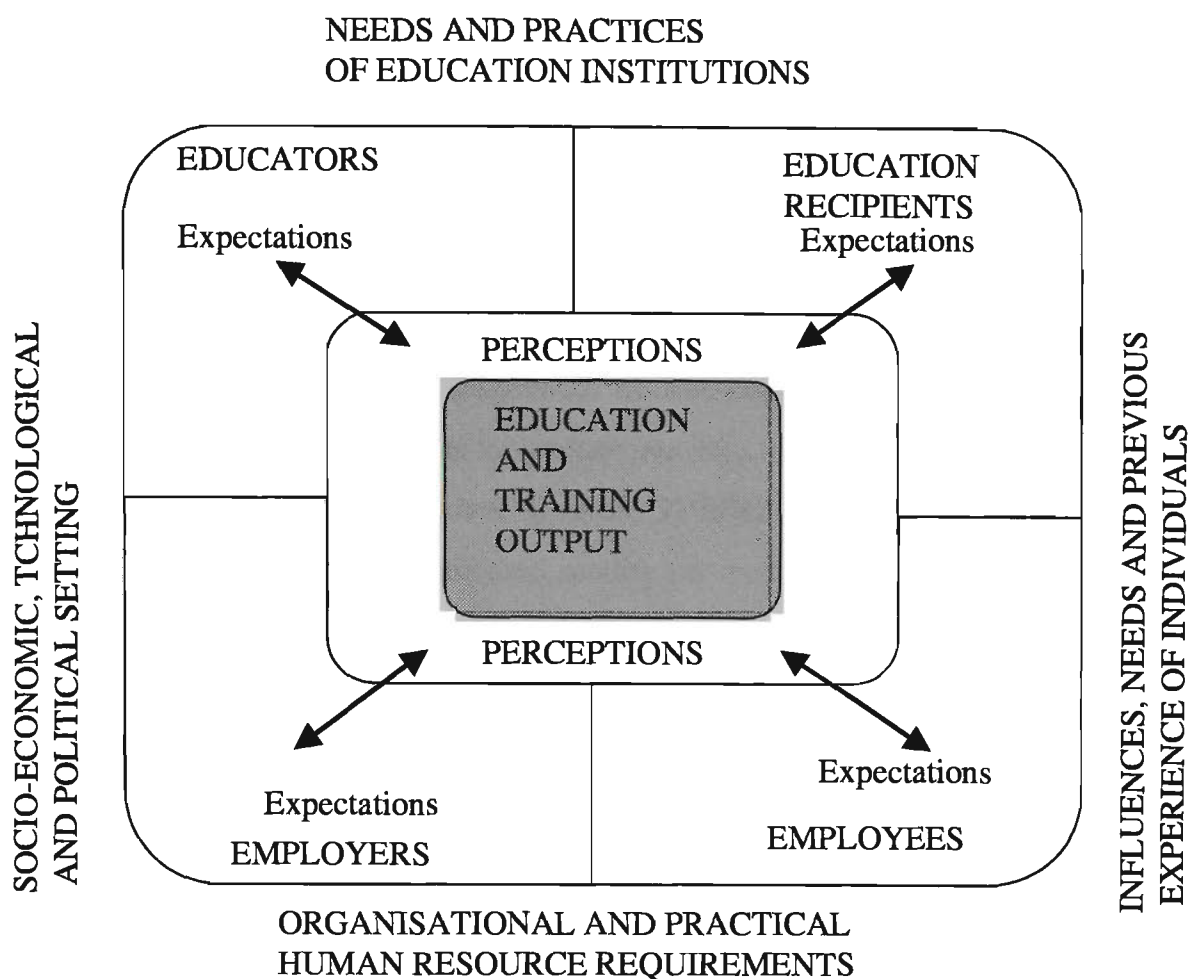 NEEDS AND PRACTICES
OF EDUCATION INSTITUTIONS
EDUCATORS
Expectations
EDUCATION
RECIPIENTS
Expectations
SOCIO-ECONOMIC, TCHNOLOGICAL
AND POLITICAL SETTING
PERCEPTIONS
EDUCATION
AND
TRAINING
OUTPUT
PERCEPTIONS
INFLUENCES, NEEDS AND PREVIOUS
EXPERIENCE OF INDIVIDUALS
Expectations
EMPLOYERS
Expectations
EMPLOYEES
ORGANISATIONAL AND PRACTICAL
HUMAN RESOURCE REQUIREMENTS